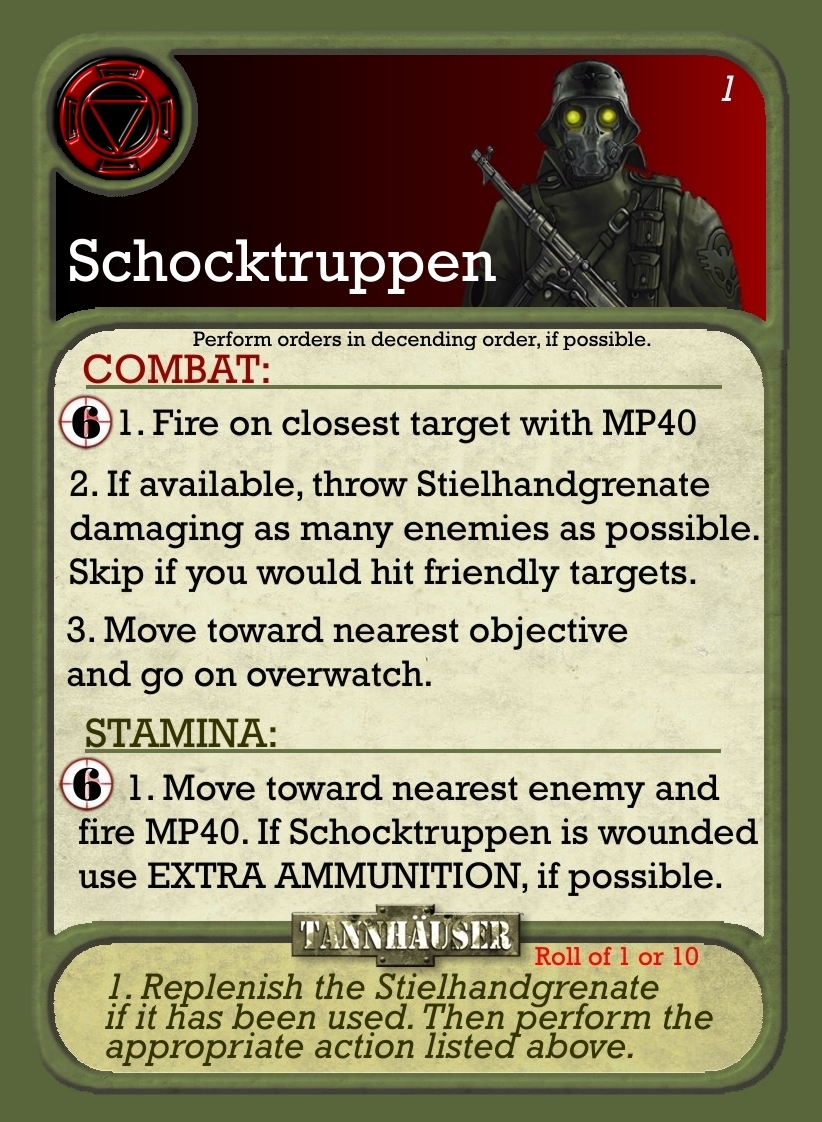 1
Schocktruppen
Perform orders in decending order, if possible.
COMBAT:
6 1. Fire on closest target with MP40
2. If available, throw Stielhandgrenate
damaging as many enemies as possible.
Skip if you would hit friendly targets.
3. Move toward nearest objective
and go on overwatch.
STAMINA:
6 1. Move toward nearest enemy and
fire MP40. If Schocktruppen is wounded
use EXTRA AMMUNITION, if possible.
TANNHÄUSER
Roll of 1 or 10
1. Replenish the Stielhandgrenate
if it has been used. Then perform the
appropriate action listed above.